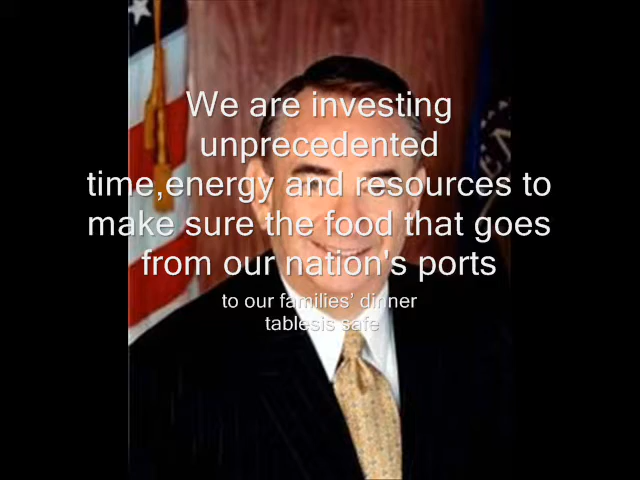 We are investing
unprecedented
time,energy and resources to
make sure the food that goes
from our nation's ports
to our families’ dinner
tablesis safe